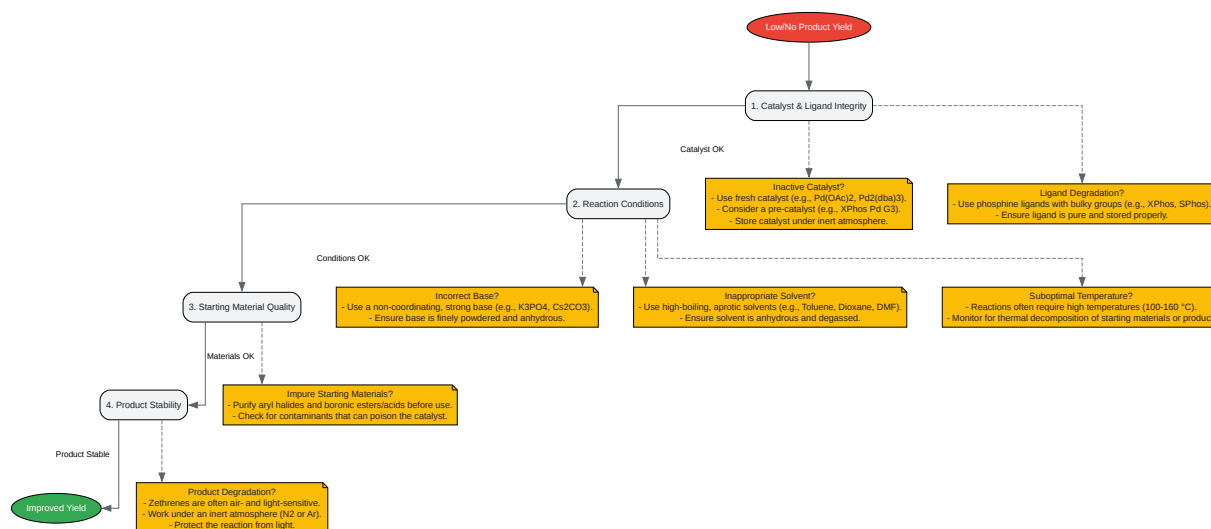 Low/No Product Yield
1. Catalyst & Ligand Integrity
Catalyst OK
Inactive Catalyst?
- Use fresh catalyst (e.g., Pd(OAc)2, Pd2(dba)3).
- Consider a pre-catalyst (e.g., XPhos Pd G3).
- Store catalyst under inert atmosphere.
Ligand Degradation?
- Use phosphine ligands with bulky groups (e.g., XPhos, SPhos).
- Ensure ligand is pure and stored properly.
2. Reaction Conditions
Conditions OK
Incorrect Base?
- Use a non-coordinating, strong base (e.g., K3PO4, Cs2CO3).
- Ensure base is finely powdered and anhydrous.
Inappropriate Solvent?
- Use high-boiling, aprotic solvents (e.g., Toluene, Dioxane, DMF).
- Ensure solvent is anhydrous and degassed.
Suboptimal Temperature?
- Reactions often require high temperatures (100-160 °C).
- Monitor for thermal decomposition of starting materials or product
3. Starting Material Quality
Materials OK
Impure Starting Materials?
- Purify aryl halides and boronic esters/acids before use.
- Check for contaminants that can poison the catalyst.
4. Product Stability
Product Stable
Product Degradation?
- Zethrenes are often air- and light-sensitive.
- Work under an inert atmosphere (N2 or Ar).
- Protect the reaction from light.
Improved Yield